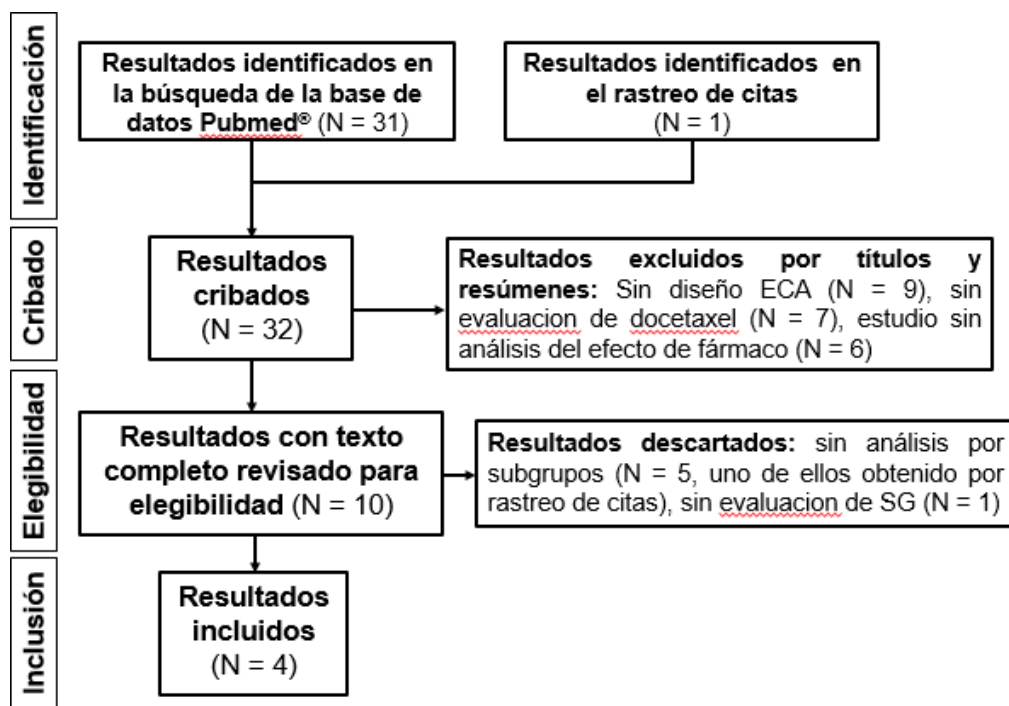 Identificación
Resultados identificados en
la búsqueda de la base de
datos Pubmed® (N = 31)
Resultados identificados en
el rastreo de citas
(N = 1)
Cribado
Resultados
cribados
(N = 32)
Resultados excluidos por títulos y
resúmenes: Sin diseño ECA (N = 9), sin
evaluacion de docetaxel (N = 7), estudio sin
análisis del efecto de fármaco (N = 6)
Elegibilidad
Resultados con texto
completo revisado para
elegibilidad (N = 10)
Resultados descartados: sin análisis por
subgrupos (N = 5, uno de ellos obtenido por
rastreo de citas), sin evaluacion de SG (N = 1)
Inclusión
Resultados
incluidos
(N = 4)